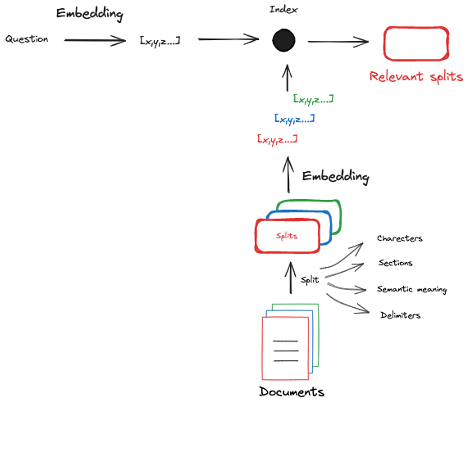 Index
Embedding
Question
[x,y,z...]
Relevant splits
[x,y,z...]
[x,y,z...]
[x,y,z...]
Embedding
Splits
Charecters
Sections
Split
Semantic meaning
Delimiters
Documents